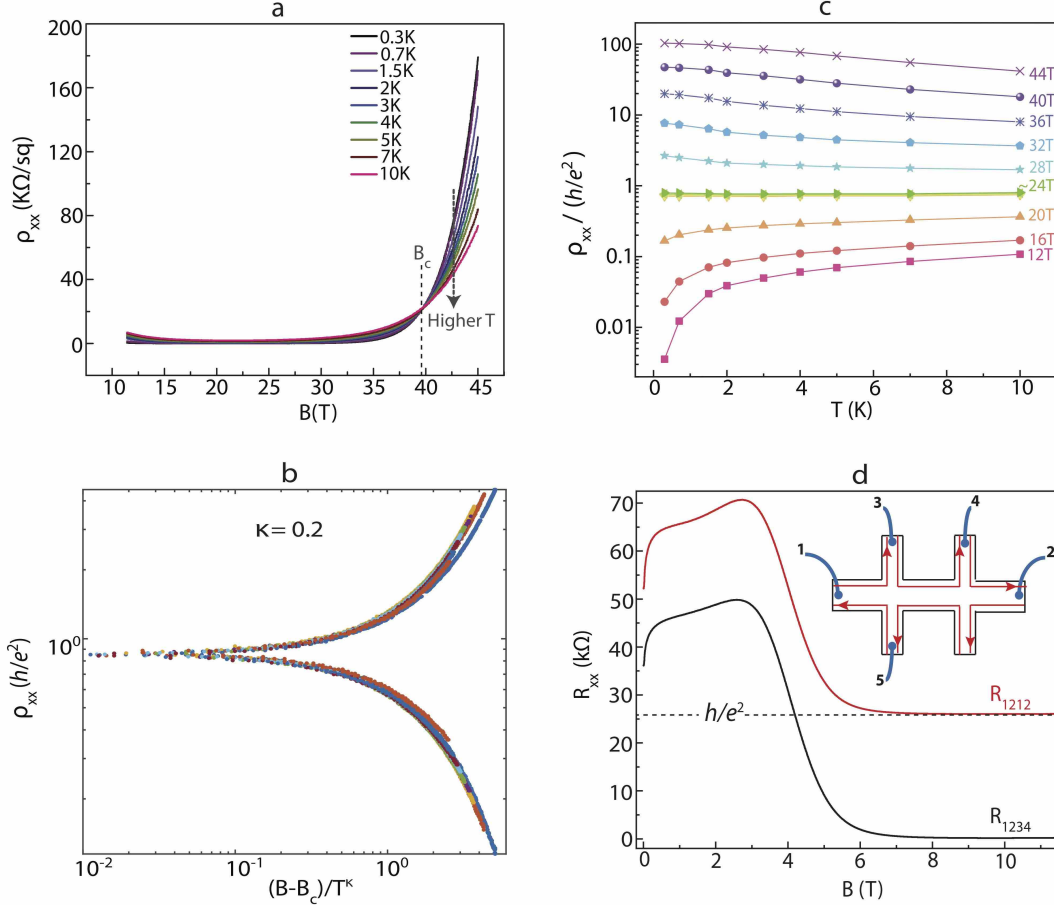 a
ρxx (KΩ/sq)
200
160
120
80
40
0
0.3K
0.7K
1.5K
2K
3K
4K
5K
7K
10K
Bc
Higher T
10 15 20 25 30 35 40 45
B(T)
c
ρxx / (h/e²)
100
10
1
0.1
0.01
44T
40T
36T
32T
28T
~24T
20T
16T
12T
0 2 4 6 8 10
T (K)
b
κ = 0.2
ρxx (h/e²)
10⁰
10⁻² 10⁻¹ 10⁰
(B-Bc)/Tᴷ
d
Rxx (kΩ)
70
60
50
40
30
20
10
0
1
2
3
4
5
h/e²
R1212
R1234
0 2 4 6 8 10
B (T)